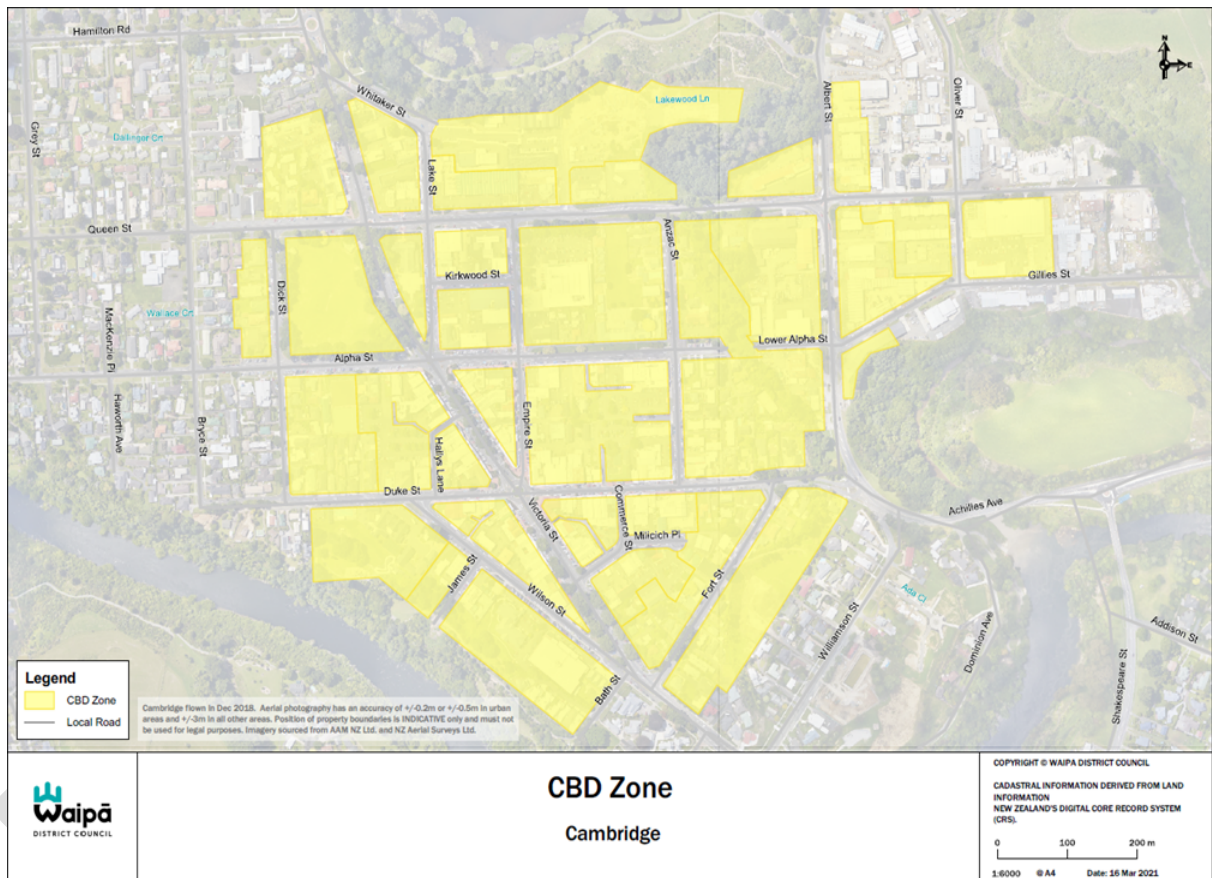 Hamilton Rd
Whitaker St
Lakewood Ln
Albert St
Oliver St
N
E
Grey St
Dallinger Crt
Lake St
Queen St
Anzac St
Kirkwood St
Gillies St
Dick St
Wallace Crt
MacKenzie Pl
Lower Alpha St
Alpha St
Haworth Ave
Bryce St
Empire St
Hallys Lane
Duke St
Victoria St
Commerce St
Achilles Ave
Millcich Pl
James St
Wilson St
Fort St
Ada Ct
Williamson St
Dominion Ave
Addison St
Shakespeare St
Bath St
Legend
CBD Zone
Local Road
Cambridge flown in Dec 2018. Aerial photography has an accuracy of +/-0.2m or +/-0.5m in urban
areas and +/-3m in all other areas. Position of property boundaries is INDICATIVE only and must not
be used for legal purposes. Imagery sourced from AAM NZ Ltd. and NZ Aerial Surveys Ltd.
Waipā
DISTRICT COUNCIL
CBD Zone
Cambridge
COPYRIGHT © WAIPA DISTRICT COUNCIL
CADASTRAL INFORMATION DERIVED FROM LAND
INFORMATION
NEW ZEALAND'S DIGITAL CORE RECORD SYSTEM
(CRS).
0 100 200 m
1:6000 @ A4 Date: 16 Mar 2021